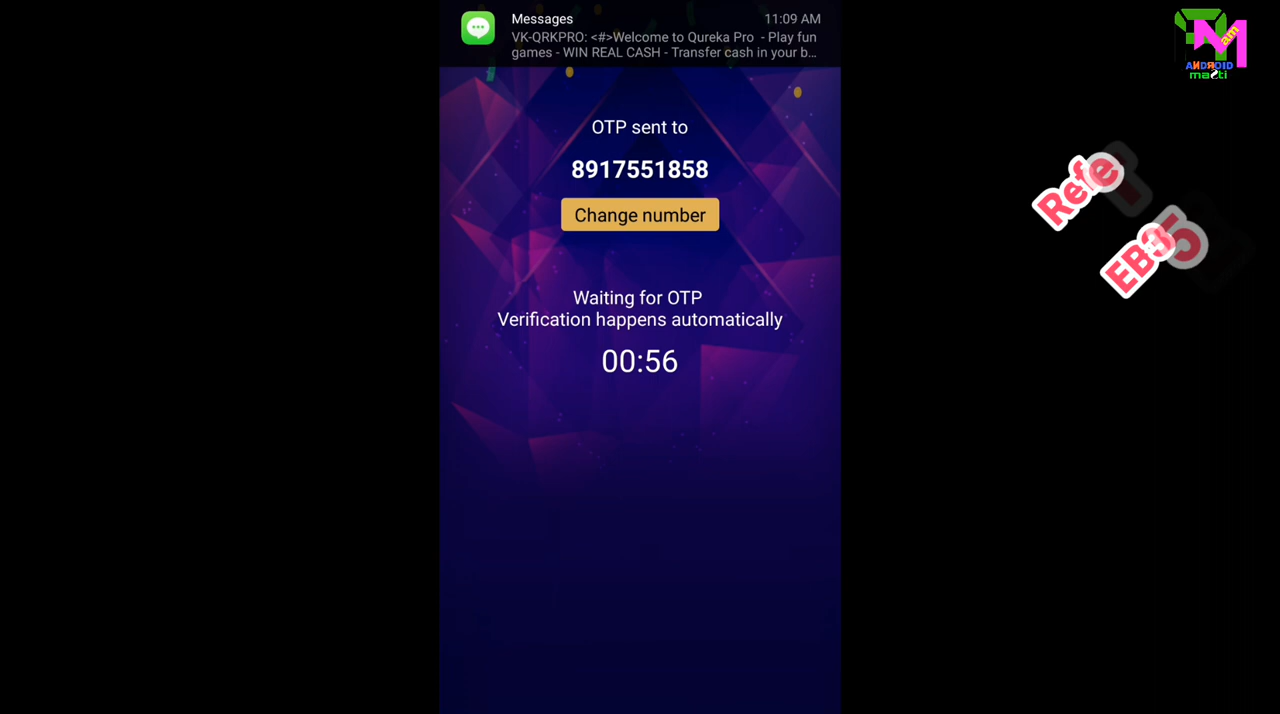 Messages 11:09 AM
VK-QRKPRO: <#>Welcome to Qureka Pro - Play fun
games - WIN REAL CASH - Transfer cash in your b...
OTP sent to
8917551858
Change number
Waiting for OTP
Verification happens automatically
00:56
am
ANDROID
Refe
EB35